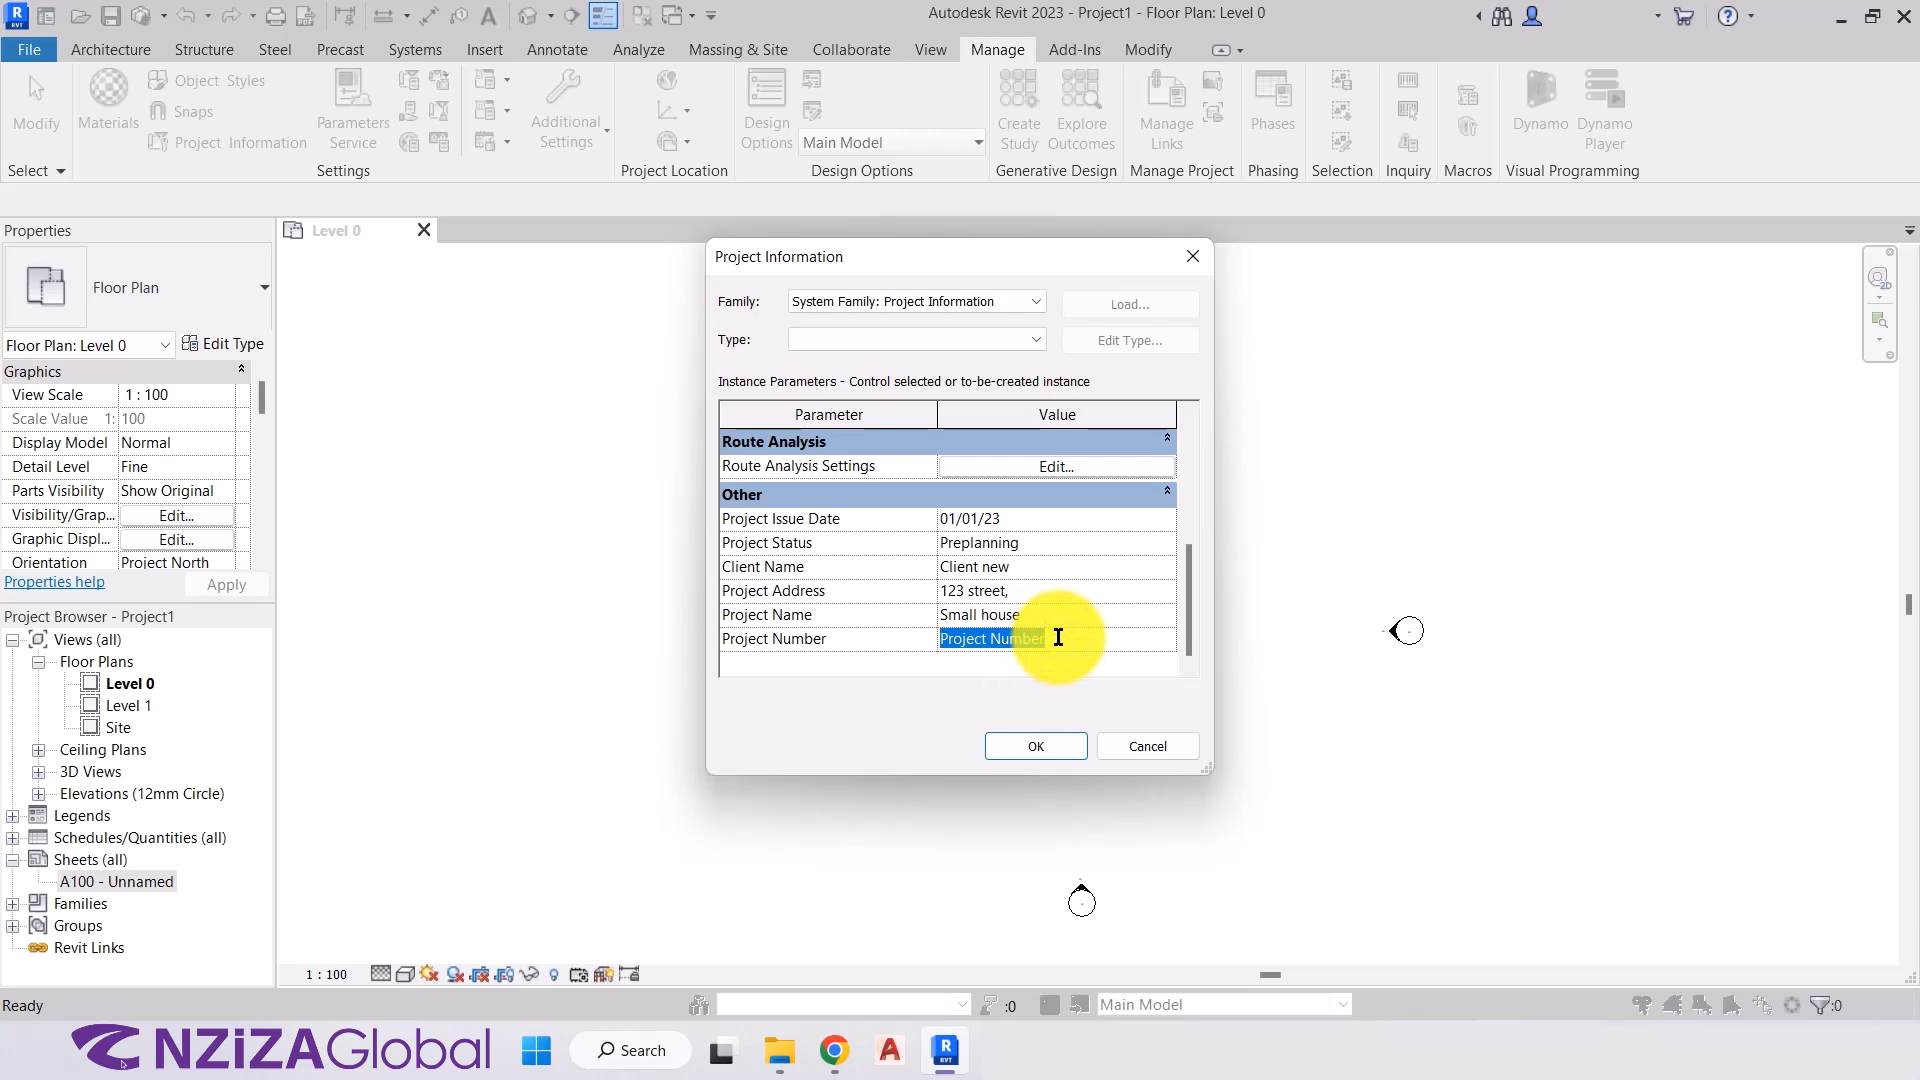 Autodesk Revit 2023 - Project1 - Floor Plan: Level 0
File Architecture Structure Steel Precast Systems Insert Annotate Analyze Massing & Site Collaborate View Manage Add-Ins Modify
Modify
Materials
Object Styles
Snaps
Project Information
Parameters
Service
Additional
Settings
Design
Options
Main Model
Create
Study
Explore
Outcomes
Manage
Links
Phases
Dynamo
Dynamo
Player
Select Settings Project Location Design Options Generative Design Manage Project Phasing Selection Inquiry Macros Visual Programming
Properties
Floor Plan
Floor Plan: Level 0 Edit Type
Graphics
View Scale 1 : 100
Scale Value 1: 100
Display Model Normal
Detail Level Fine
Parts Visibility Show Original
Visibility/Grap... Edit...
Graphic Displ... Edit...
Orientation Project North
Properties help Apply
Project Browser - Project1
Views (all)
Floor Plans
Level 0
Level 1
Site
Ceiling Plans
3D Views
Elevations (12mm Circle)
Legends
Schedules/Quantities (all)
Sheets (all)
A100 - Unnamed
Families
Groups
Revit Links
Level 0
Project Information
Family: System Family: Project Information Load...
Type: Edit Type...
Instance Parameters - Control selected or to-be-created instance
Parameter Value
Route Analysis
Route Analysis Settings Edit...
Other
Project Issue Date 01/01/23
Project Status Preplanning
Client Name Client new
Project Address 123 street,
Project Name Small house
Project Number Project Number
OK Cancel
2D
1 : 100
Ready :0 Main Model :0
NZiZAGlobal
Search
A
R
RVT